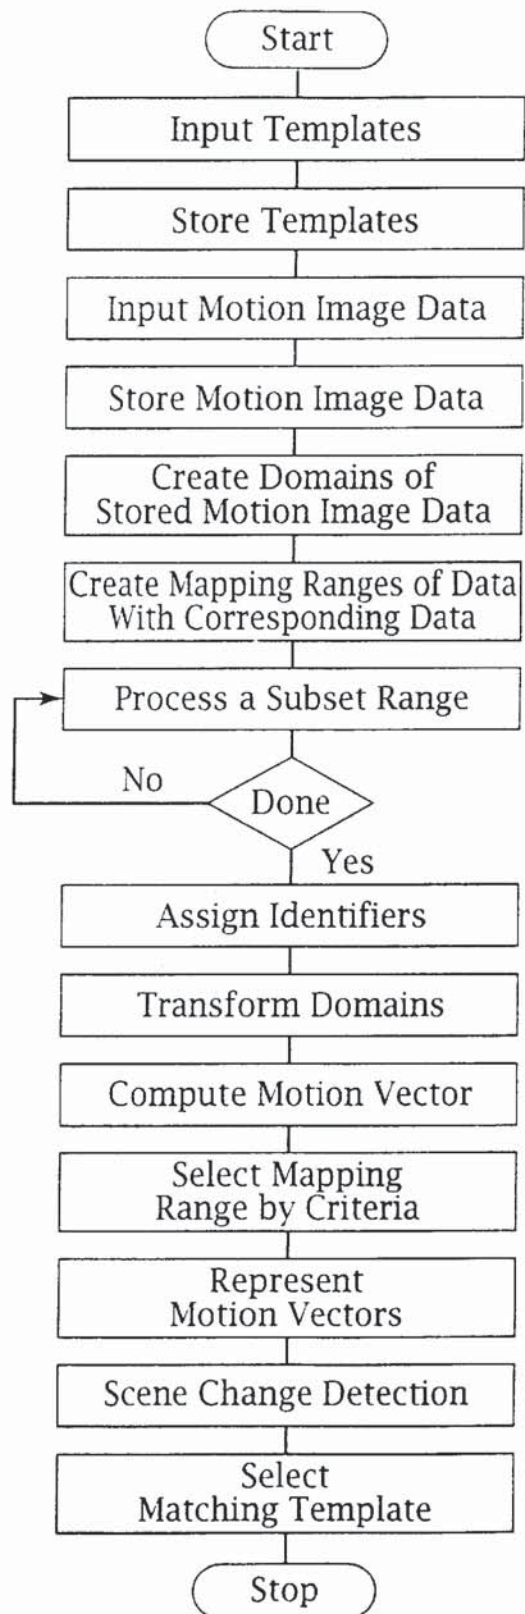 Start
Input Templates
Store Templates
Input Motion Image Data
Store Motion Image Data
Create Domains of
Stored Motion Image Data
Create Mapping Ranges of Data
With Corresponding Data
Process a Subset Range
No
Done
Yes
Assign Identifiers
Transform Domains
Compute Motion Vector
Select Mapping
Range by Criteria
Represent
Motion Vectors
Scene Change Detection
Select
Matching Template
Stop